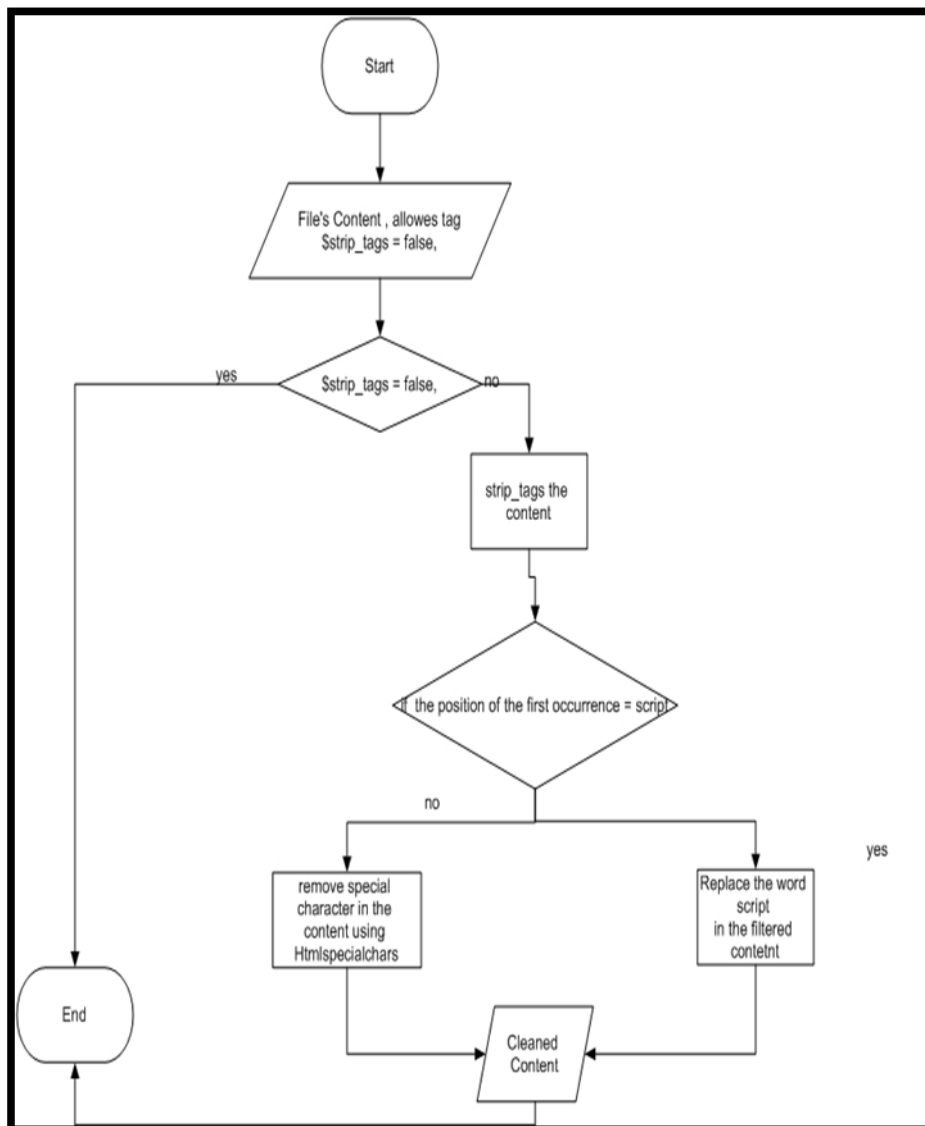 Start
File's Content , allowes tag
$strip_tags = false,
yes
$strip_tags = false,
no
strip_tags the
content
if the position of the first occurrence = script
no
yes
remove special
character in the
content using
Htmlspecialchars
Replace the word
script
in the filtered
contetnt
End
Cleaned
Content